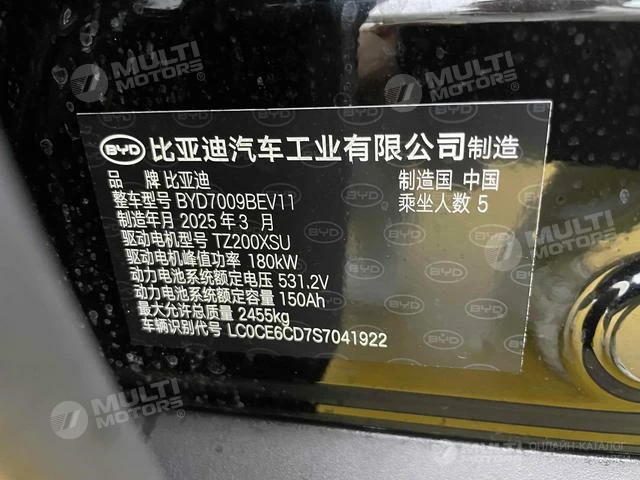 MULTI MOTORS®
MULTI MOTORS®
BYD 比亚迪汽车工业有限公司制造
品 牌 比亚迪
制造国 中国
整车型号 BYD7009BEV11
乘坐人数 5
制造年月 2025 年 3 月
驱动电机型号 TZ200XSU
驱动电机峰值功率 180kW
动力电池系统额定电压 531.2V
动力电池系统额定容量 150Ah
最大允许总质量 2455kg
车辆识别代号 LC0CE6CD7S7041922
MULTI MOTORS®
MULTI
ОНЛАЙН-КАТАЛОГ